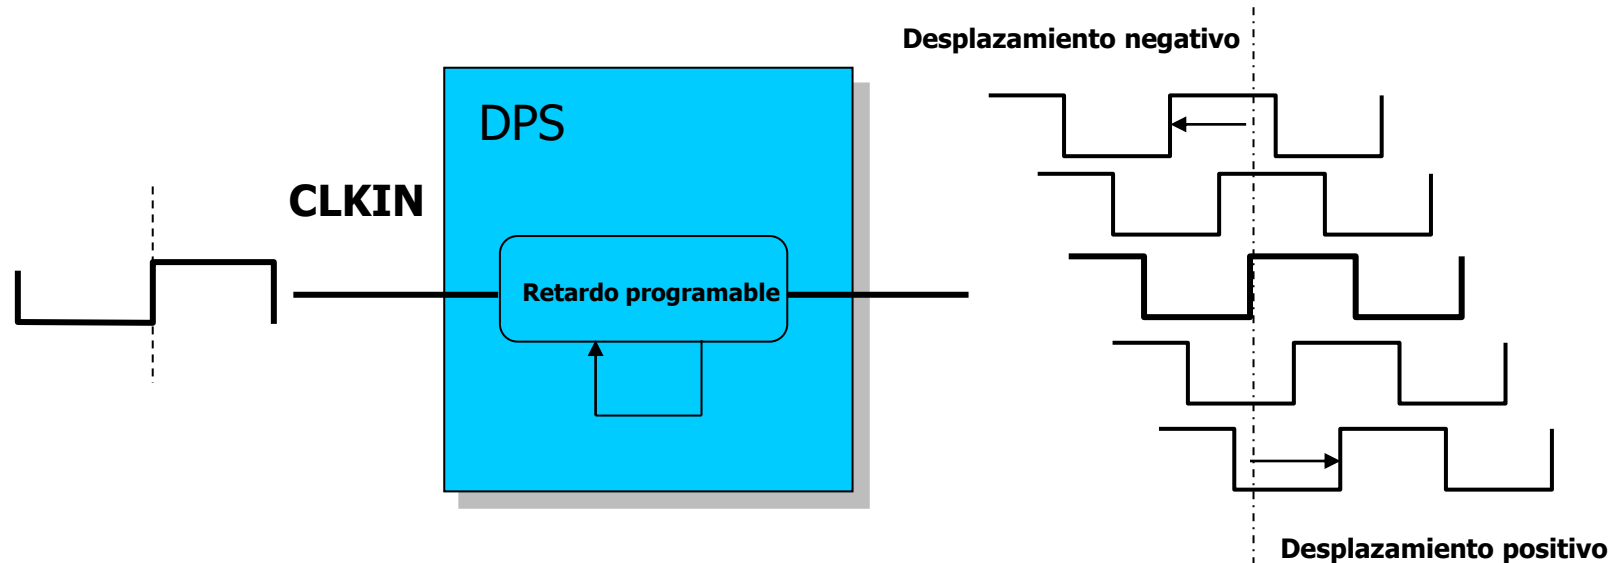 Desplazamiento negativo
DPS
CLKIN
Retardo programable
Desplazamiento positivo